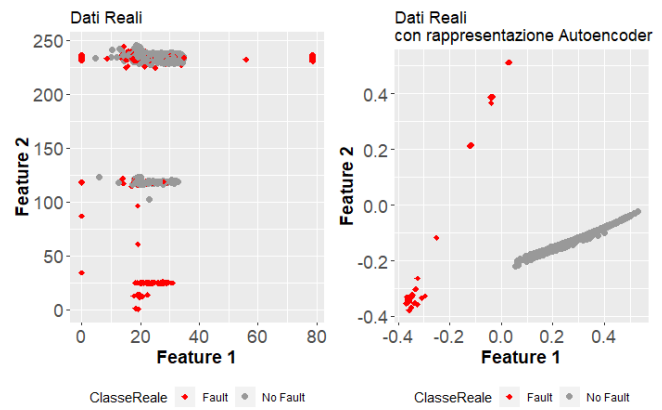 Dati Reali
250
200
150
100
50
0
Feature 2
0
20
40
60
80
Feature 1
ClasseReale
Fault
No Fault
Dati Reali
con rappresentazione Autoencoder
0.4
0.2
0.0
-0.2
-0.4
Feature 2
-0.4
-0.2
0.0
0.2
0.4
Feature 1
ClasseReale
Fault
No Fault